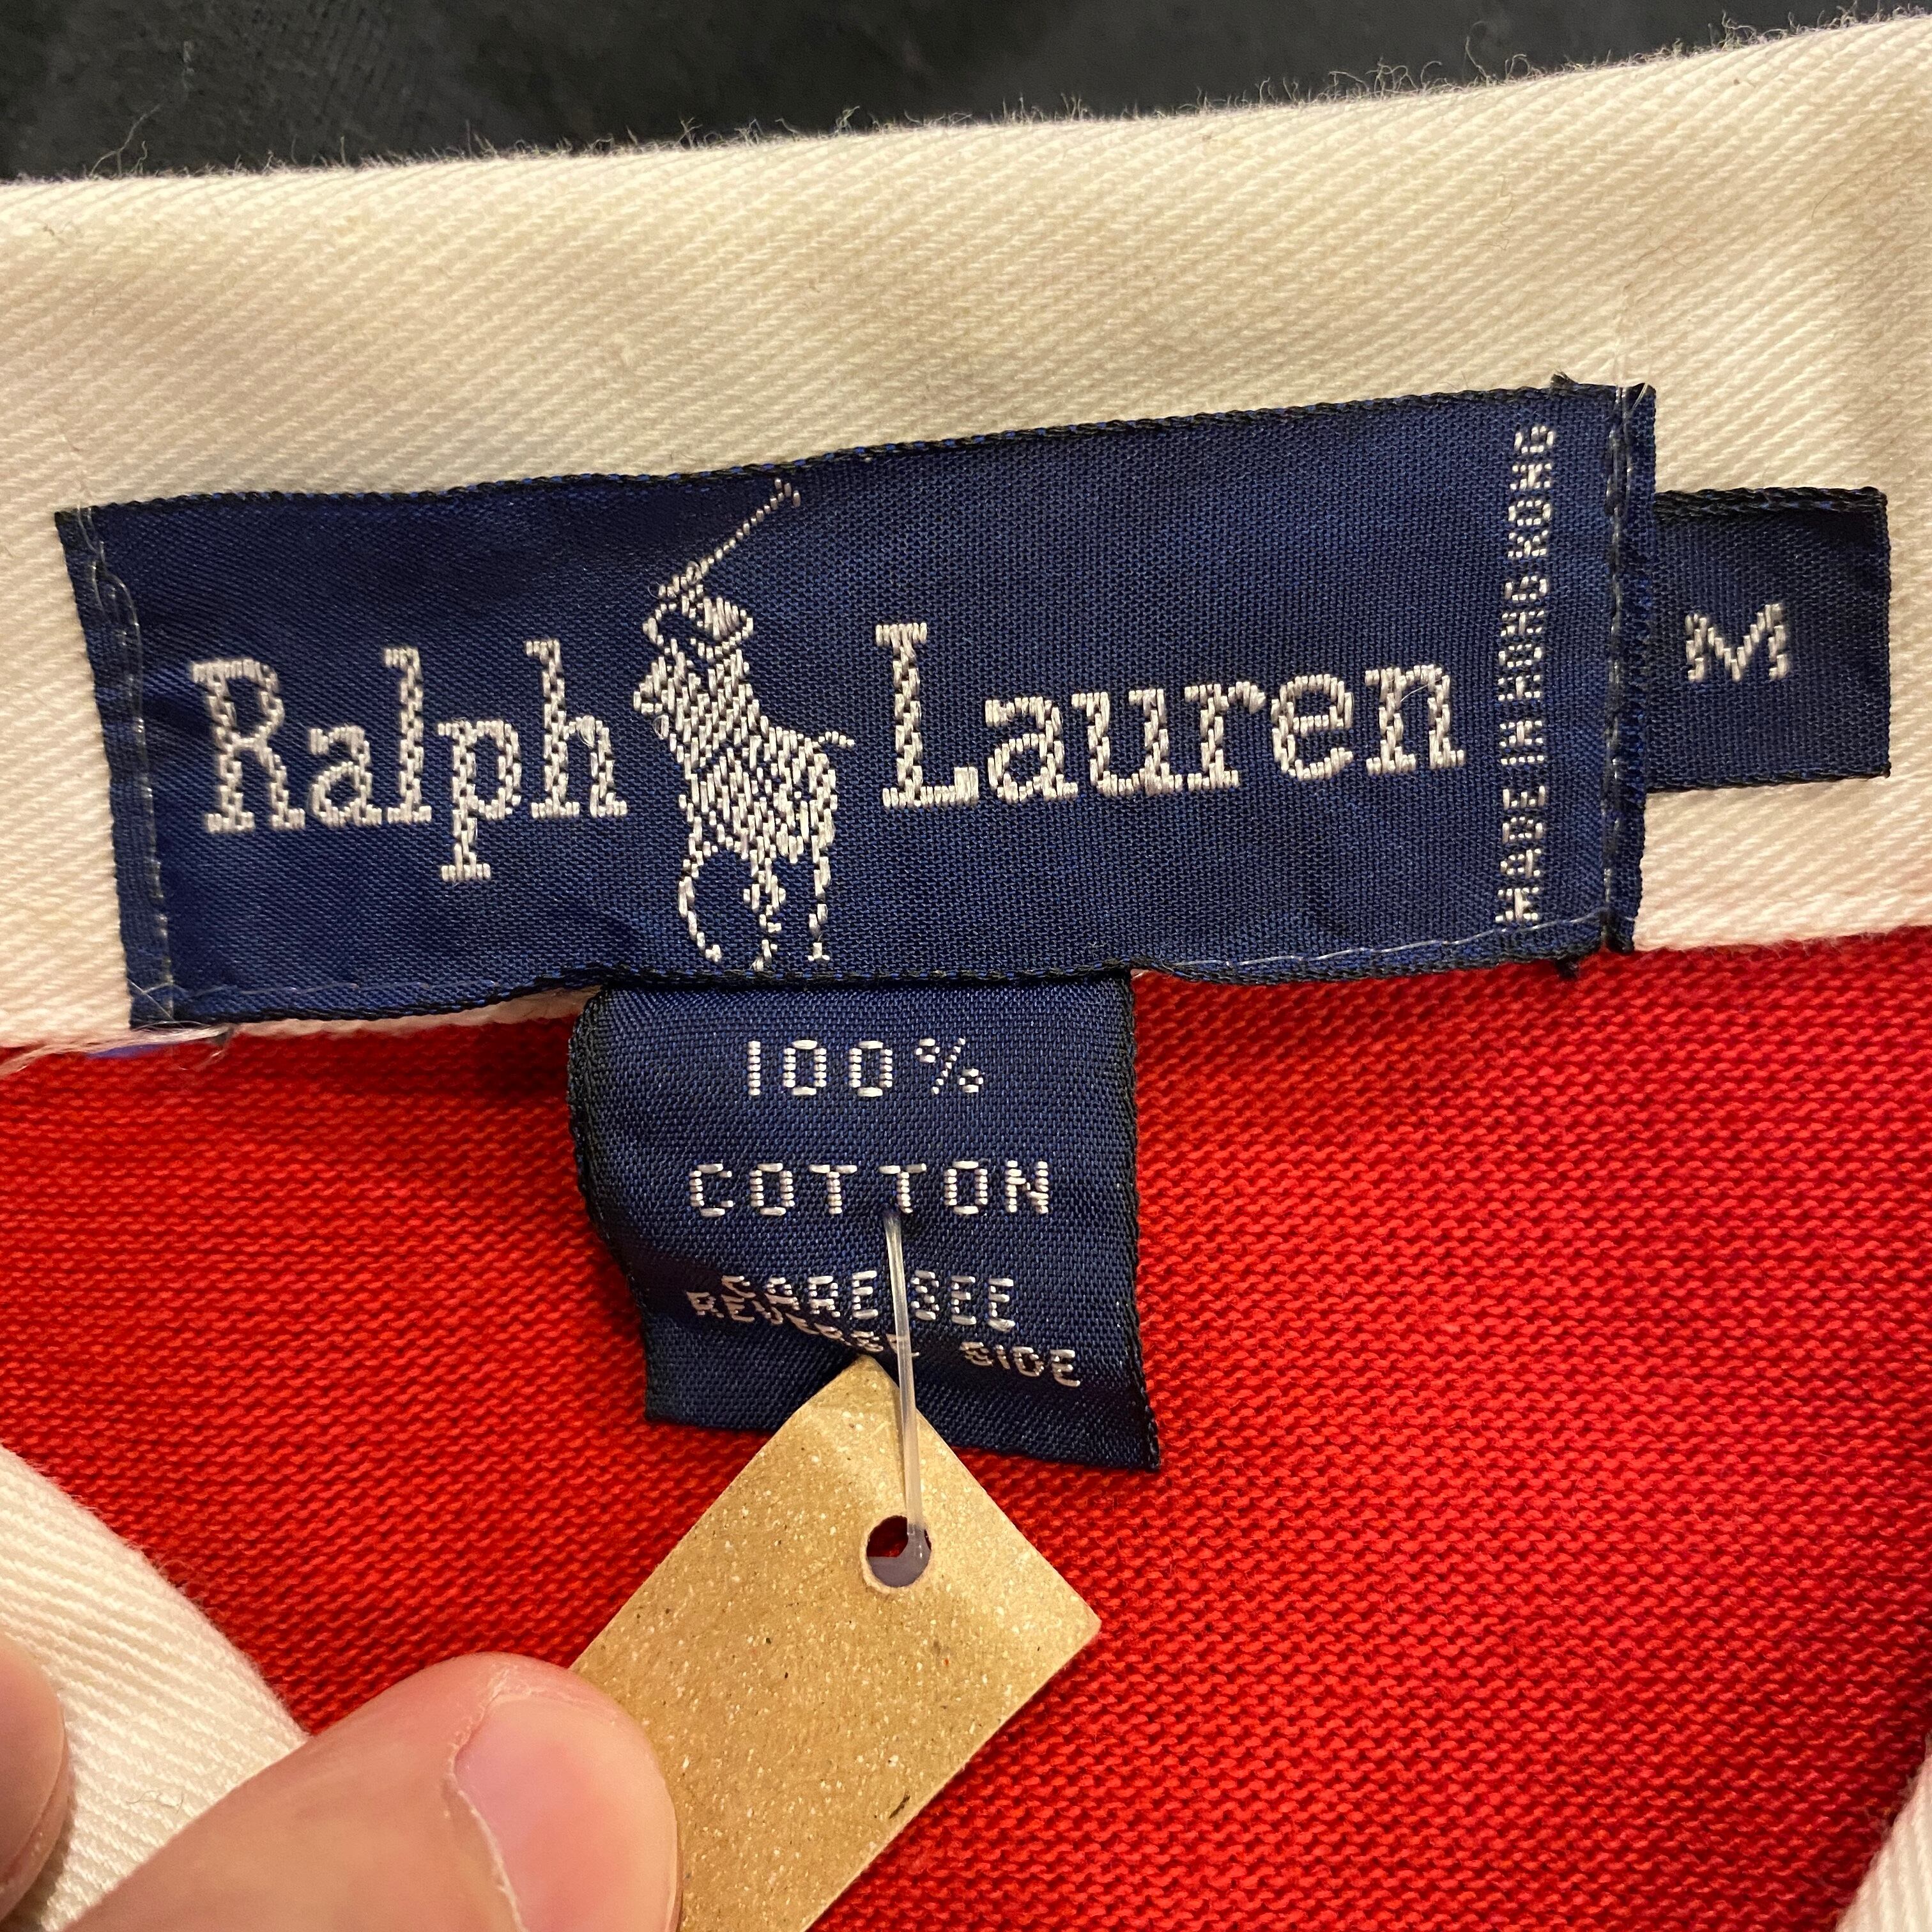 Ralph Lauren
MADE IN HONG KONG
M
100%
COTTON
CARE SEE
REVERSE SIDE